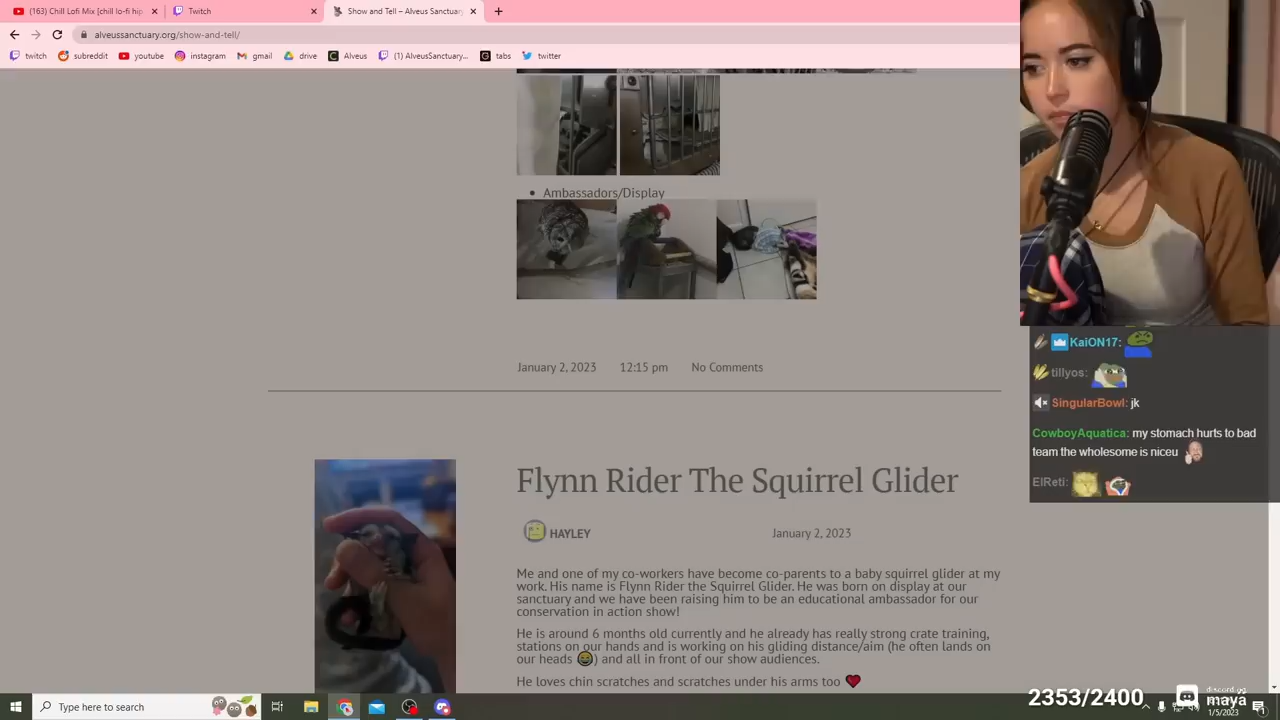 (163) Chill Lofi Mix [chill lo-fi hip
Twitch
Show and Tell – Alveus Sanctuary
alveussanctuary.org/show-and-tell/
twitch
subreddit
youtube
instagram
gmail
drive
Alveus
(1) AlveusSanctuary...
tabs
twitter
Ambassadors/Display
January 2, 2023 12:15 pm No Comments
Flynn Rider The Squirrel Glider
HAYLEY January 2, 2023
Me and one of my co-workers have become co-parents to a baby squirrel glider at my
work. His name is Flynn Rider the Squirrel Glider. He was born on display at our
sanctuary and we have been raising him to be an educational ambassador for our
conservation in action show!
He is around 6 months old currently and he already has really strong crate training,
stations on our hands and is working on his gliding distance/aim (he often lands on
our heads 😅) and all in front of our show audiences.
He loves chin scratches and scratches under his arms too ❤
KaiON17:
tillyos:
SingularBowl: jk
CowboyAquatica: my stomach hurts to bad
team the wholesome is niceu
ElReti:
Type here to search
2353/2400
discord.gg
maya
1/5/2023